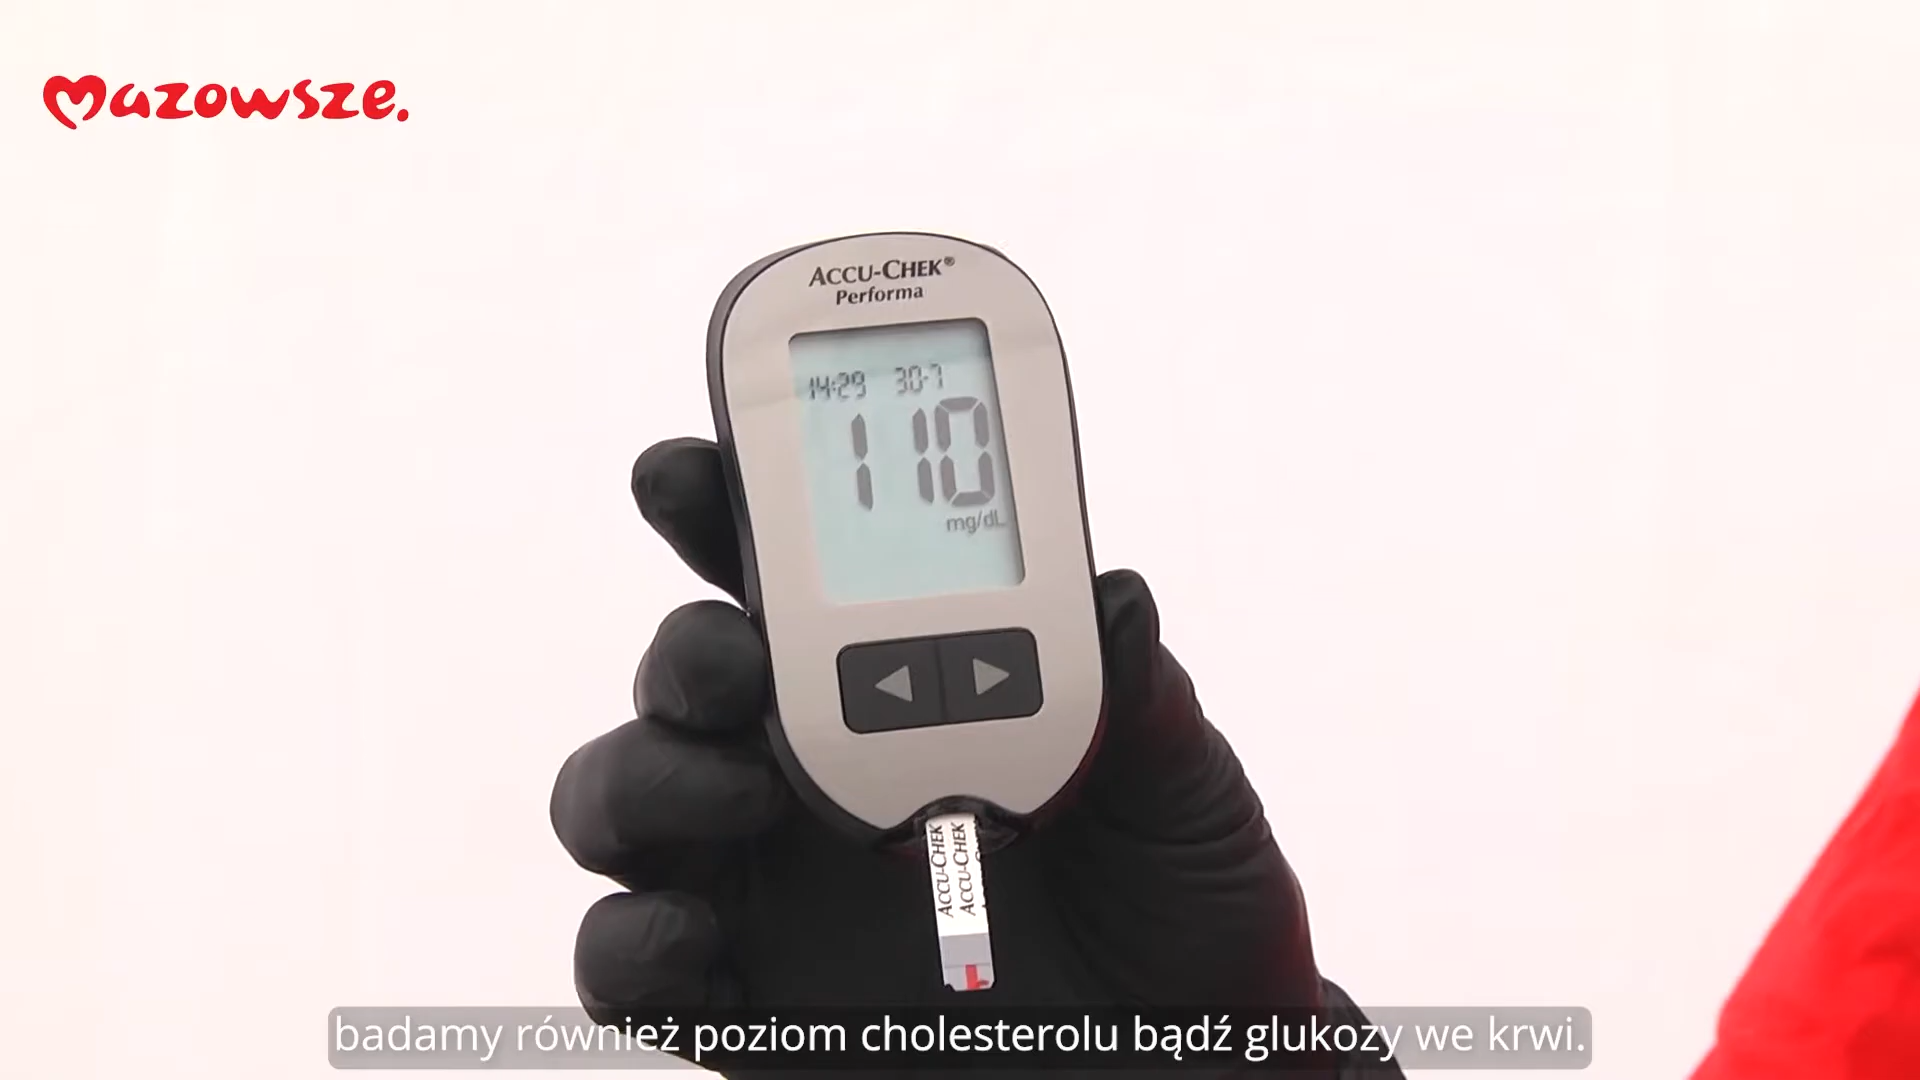 Mazowsze.
ACCU-CHEK®
Performa
14:29 30-7
110
mg/dL
ACCU-CHEK
ACCU-CHEK
badamy również poziom cholesterolu bądź glukozy we krwi.